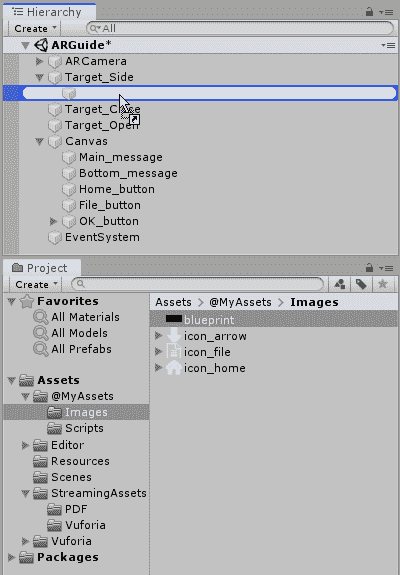 Hierarchy
Create
All
ARGuide*
ARCamera
Target_Side
Target_Close
Target_Open
Canvas
Main_message
Bottom_message
Home_button
File_button
OK_button
EventSystem
Project
Create
Favorites
All Materials
All Models
All Prefabs
Assets
@MyAssets
Images
Scripts
Editor
Resources
Scenes
StreamingAssets
PDF
Vuforia
Vuforia
Packages
Assets > @MyAssets > Images
blueprint
icon_arrow
icon_file
icon_home